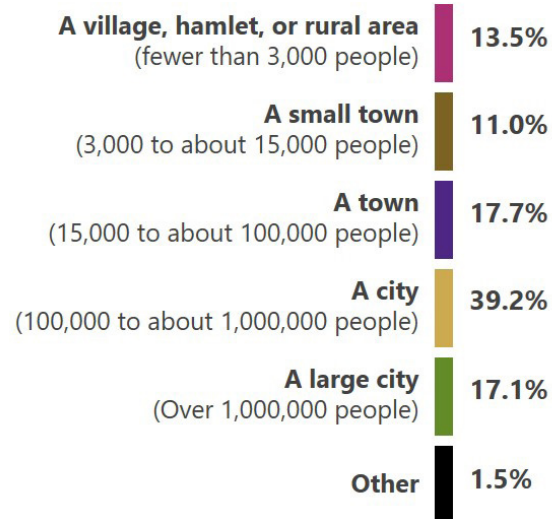 A village, hamlet, or rural area
(fewer than 3,000 people)
13.5%
A small town
(3,000 to about 15,000 people)
11.0%
A town
(15,000 to about 100,000 people)
17.7%
A city
(100,000 to about 1,000,000 people)
39.2%
A large city
(Over 1,000,000 people)
17.1%
Other
1.5%